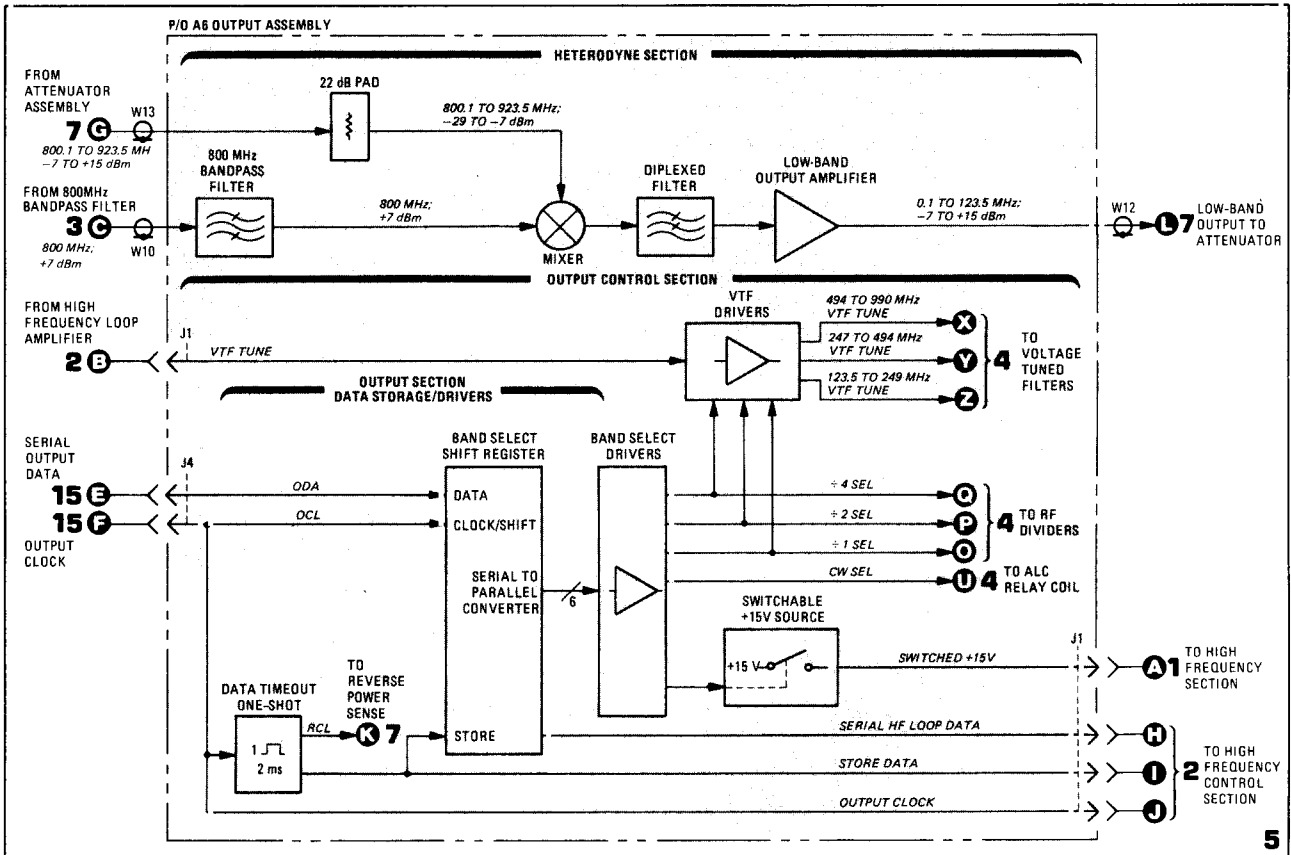 P/O A6 OUTPUT ASSEMBLY
HETERODYNE SECTION
FROM
ATTENUATOR
ASSEMBLY
7 G
W13
800.1 TO 923.5 MH
−7 TO +15 dBm
22 dB PAD
800.1 TO 923.5 MHz;
−29 TO −7 dBm
FROM 800MHz
BANDPASS FILTER
3 C
W10
800 MHz;
+7 dBm
800 MHz
BANDPASS
FILTER
800 MHz;
+7 dBm
MIXER
DIPLEXED
FILTER
LOW-BAND
OUTPUT AMPLIFIER
0.1 TO 123.5 MHz;
−7 TO +15 dBm
W12
L 7
LOW-BAND
OUTPUT TO
ATTENUATOR
OUTPUT CONTROL SECTION
FROM HIGH
FREQUENCY LOOP
AMPLIFIER
2 B
J1
VTF TUNE
VTF
DRIVERS
494 TO 990 MHz
VTF TUNE
X
247 TO 494 MHz
VTF TUNE
Y
123.5 TO 249 MHz
VTF TUNE
Z
4
TO
VOLTAGE
TUNED
FILTERS
OUTPUT SECTION
DATA STORAGE/DRIVERS
SERIAL
OUTPUT
DATA
15 E
15 F
OUTPUT
CLOCK
J4
ODA
OCL
BAND SELECT
SHIFT REGISTER
DATA
CLOCK/SHIFT
SERIAL TO
PARALLEL
CONVERTER
STORE
6
BAND SELECT
DRIVERS
÷4 SEL
Q
÷2 SEL
P
÷1 SEL
O
4
TO RF
DIVIDERS
CW SEL
U 4
TO ALC
RELAY COIL
SWITCHABLE
+15V SOURCE
+15 V
SWITCHED +15V
J1
A 1
TO HIGH
FREQUENCY
SECTION
DATA TIMEOUT
ONE-SHOT
1
2 ms
RCL
TO
REVERSE
POWER
SENSE
K 7
SERIAL HF LOOP DATA
H
STORE DATA
I
OUTPUT CLOCK
J
2
TO HIGH
FREQUENCY
CONTROL
SECTION
5